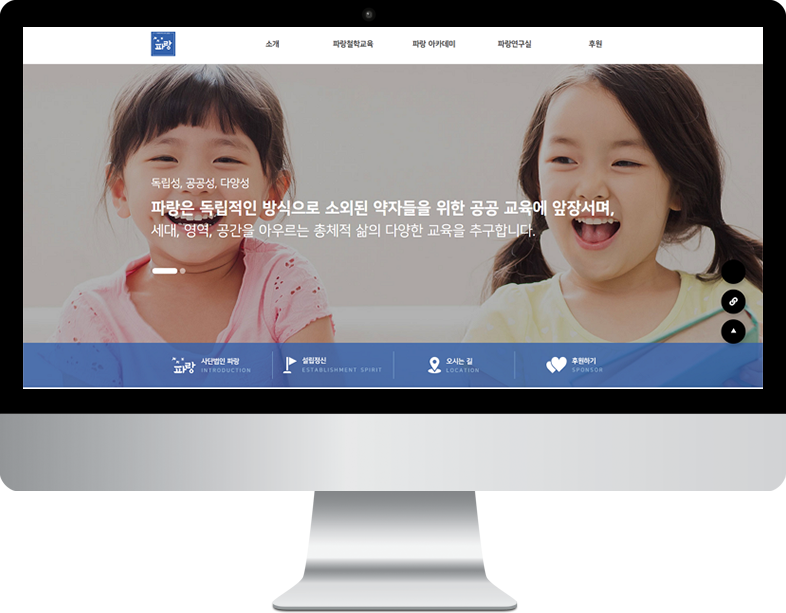 파랑
소개
파랑철학교육
파랑 아카데미
파랑연구실
후원
독립성, 공공성, 다양성
파랑은 독립적인 방식으로 소외된 약자들을 위한 공공 교육에 앞장서며,
세대, 영역, 공간을 아우르는 총체적 삶의 다양한 교육을 추구합니다.
파랑
사단법인 파랑
INTRODUCTION
설립정신
ESTABLISHMENT SPIRIT
오시는 길
LOCATION
후원하기
SPONSOR